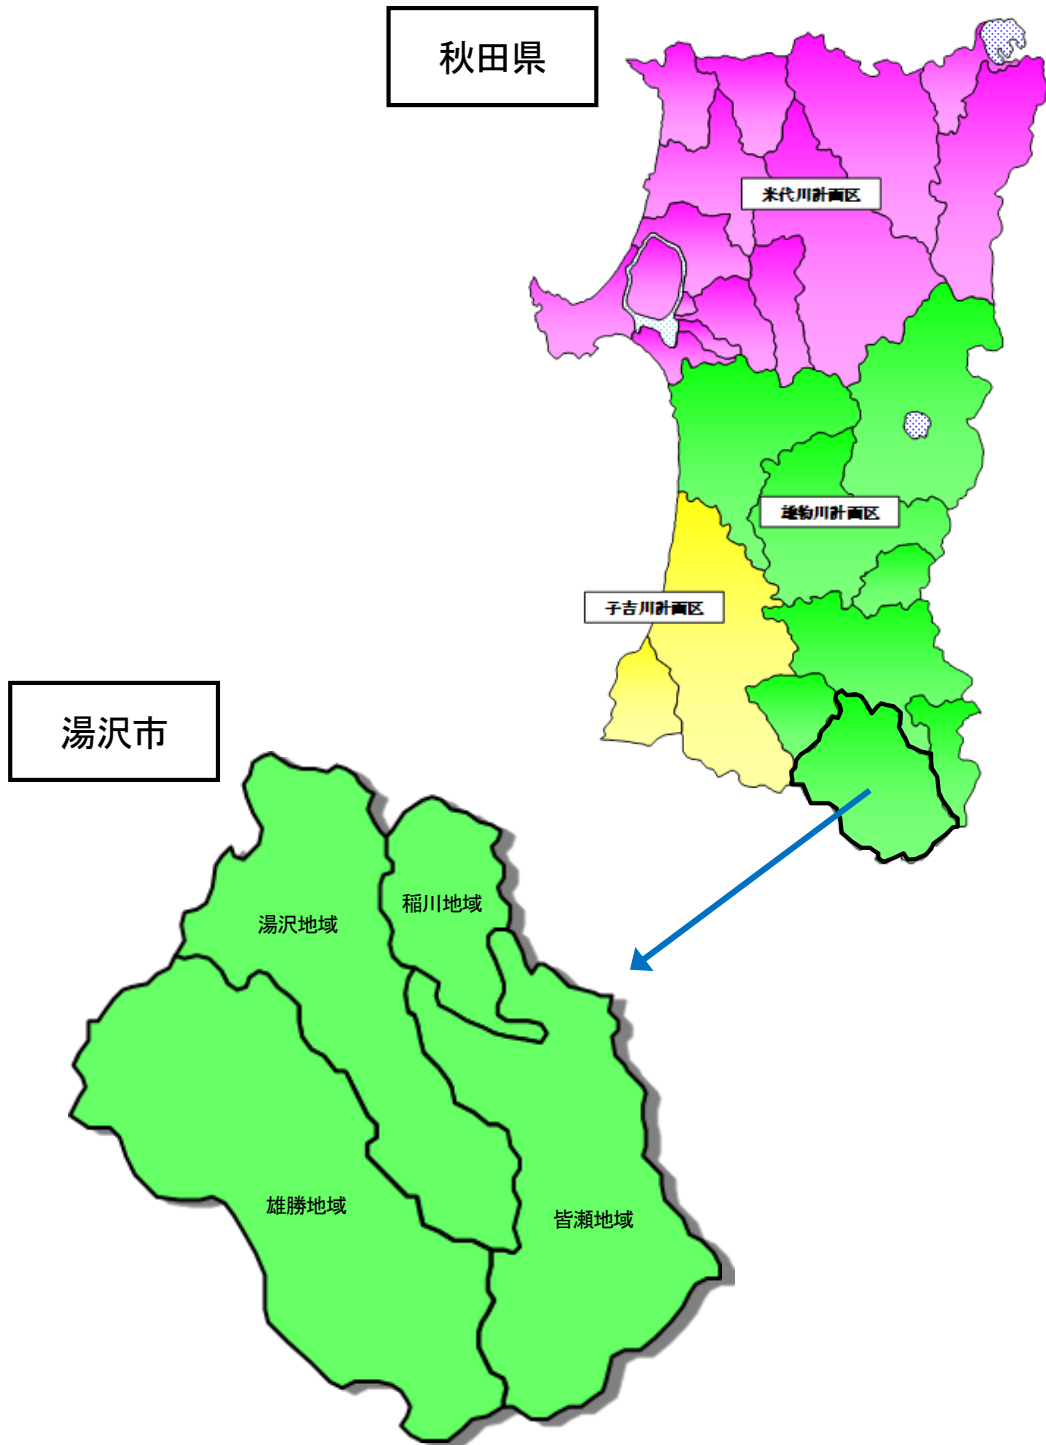 秋田県
米代川計画区
雄物川計画区
子吉川計画区
湯沢市
稲川地域
湯沢地域
雄勝地域
皆瀬地域